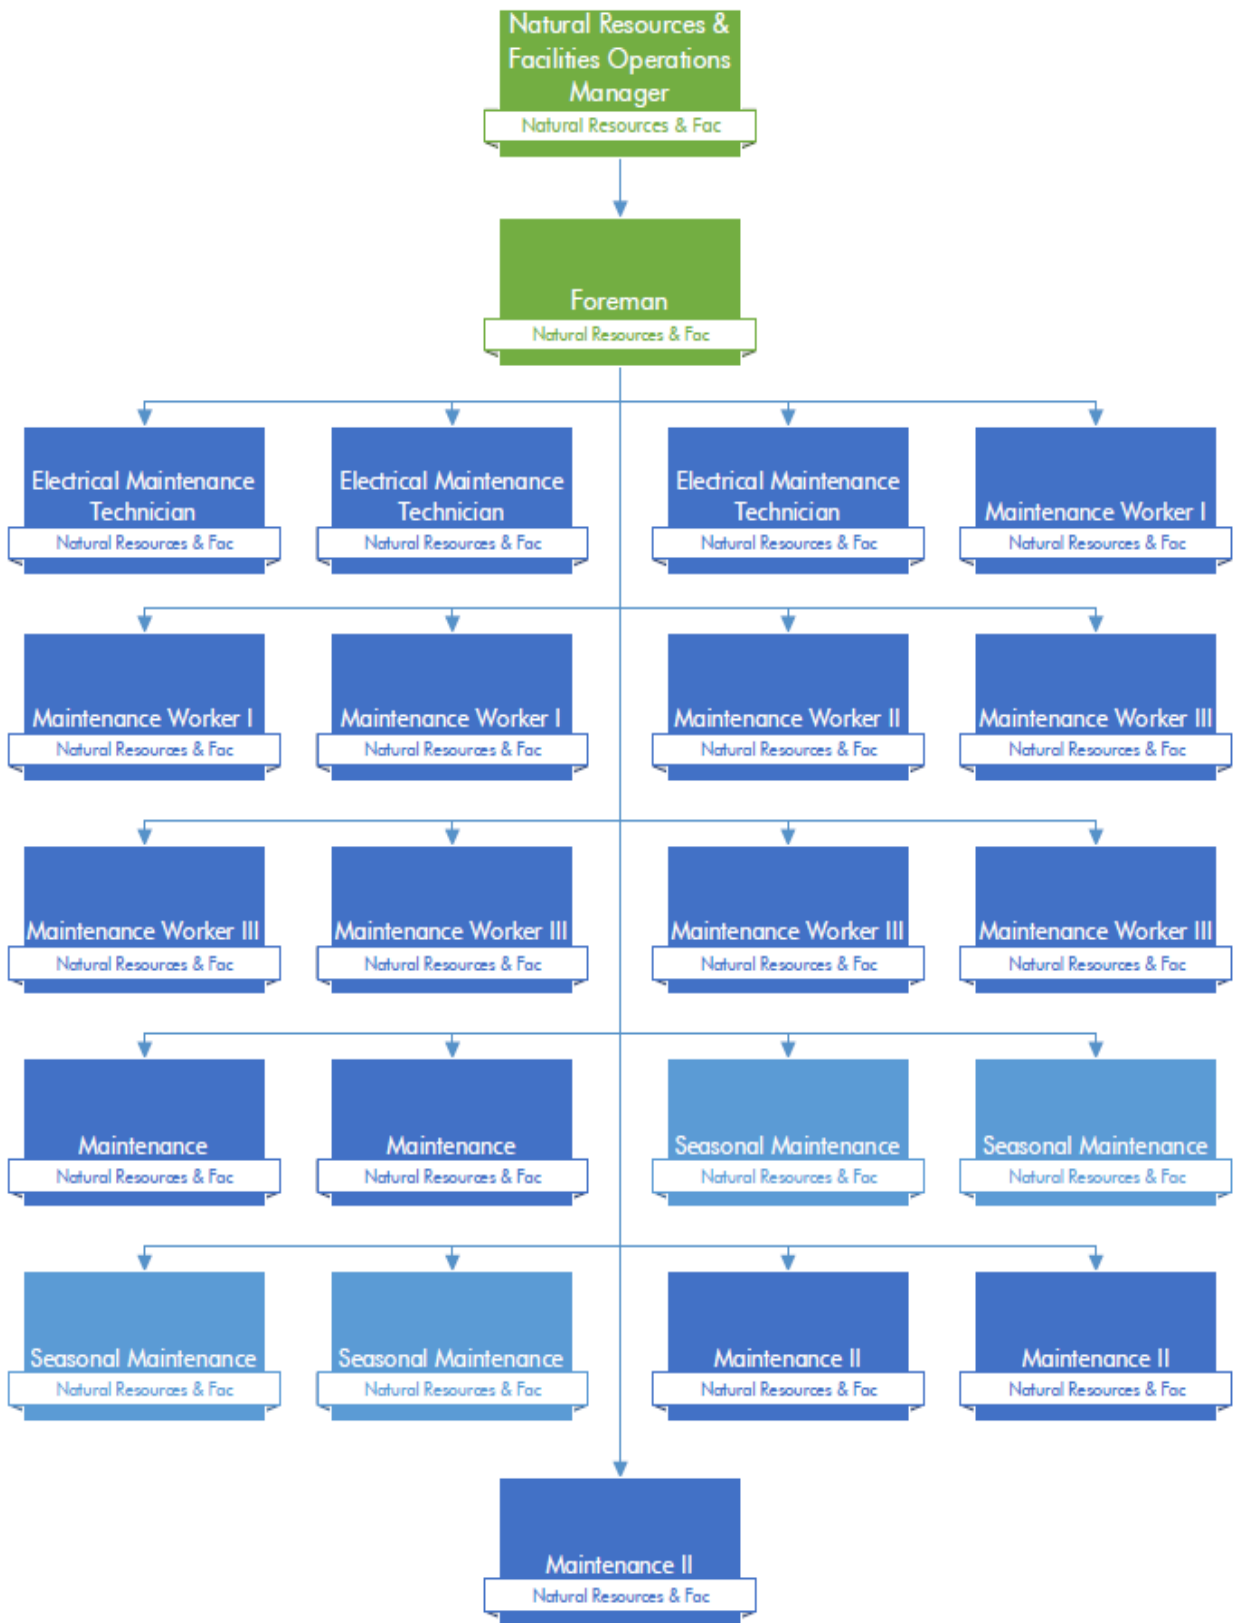 Natural Resources &
Facilities Operations
Manager
Natural Resources & Fac
Foreman
Natural Resources & Fac
Electrical Maintenance
Technician
Natural Resources & Fac
Electrical Maintenance
Technician
Natural Resources & Fac
Electrical Maintenance
Technician
Natural Resources & Fac
Maintenance Worker I
Natural Resources & Fac
Maintenance Worker I
Natural Resources & Fac
Maintenance Worker I
Natural Resources & Fac
Maintenance Worker II
Natural Resources & Fac
Maintenance Worker III
Natural Resources & Fac
Maintenance Worker III
Natural Resources & Fac
Maintenance Worker III
Natural Resources & Fac
Maintenance Worker III
Natural Resources & Fac
Maintenance Worker III
Natural Resources & Fac
Maintenance
Natural Resources & Fac
Maintenance
Natural Resources & Fac
Seasonal Maintenance
Natural Resources & Fac
Seasonal Maintenance
Natural Resources & Fac
Seasonal Maintenance
Natural Resources & Fac
Seasonal Maintenance
Natural Resources & Fac
Maintenance II
Natural Resources & Fac
Maintenance II
Natural Resources & Fac
Maintenance II
Natural Resources & Fac